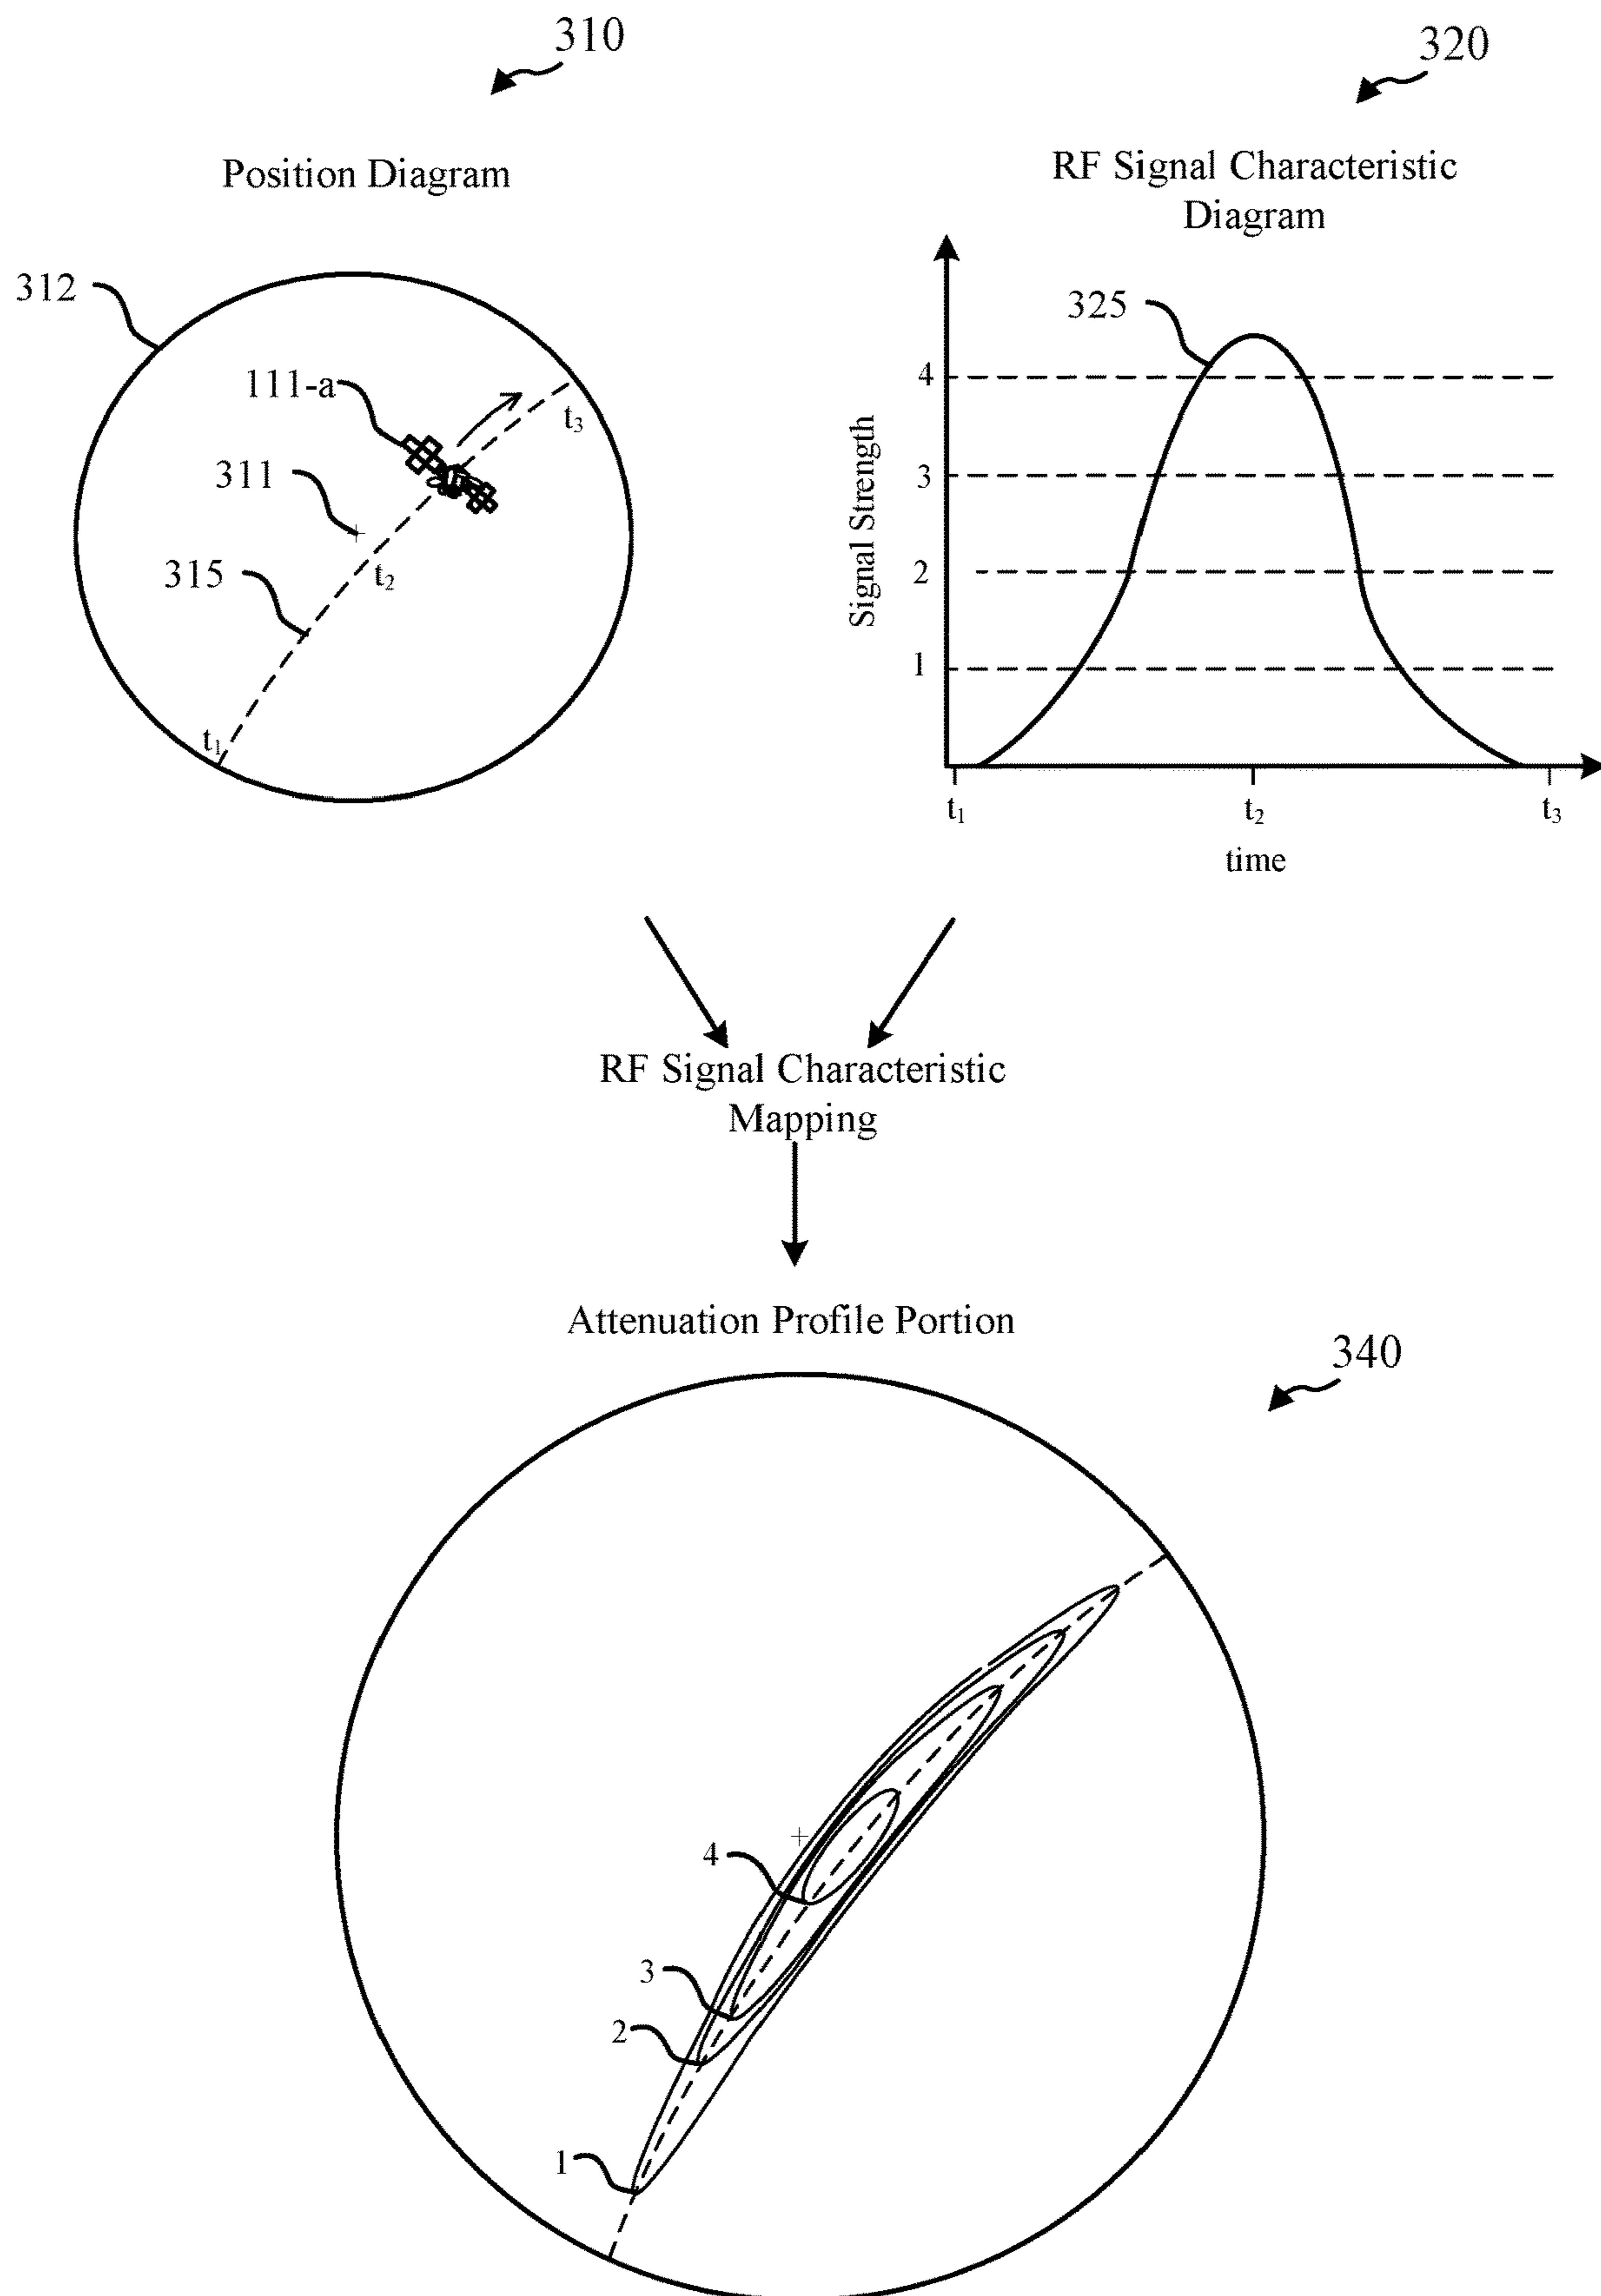 310
320
Position Diagram
RF Signal Characteristic
Diagram
312
325
111-a
311
315
t1
t2
t3
4
3
2
1
Signal Strength
t1
t2
t3
time
RF Signal Characteristic
Mapping
Attenuation Profile Portion
340
4
3
2
1